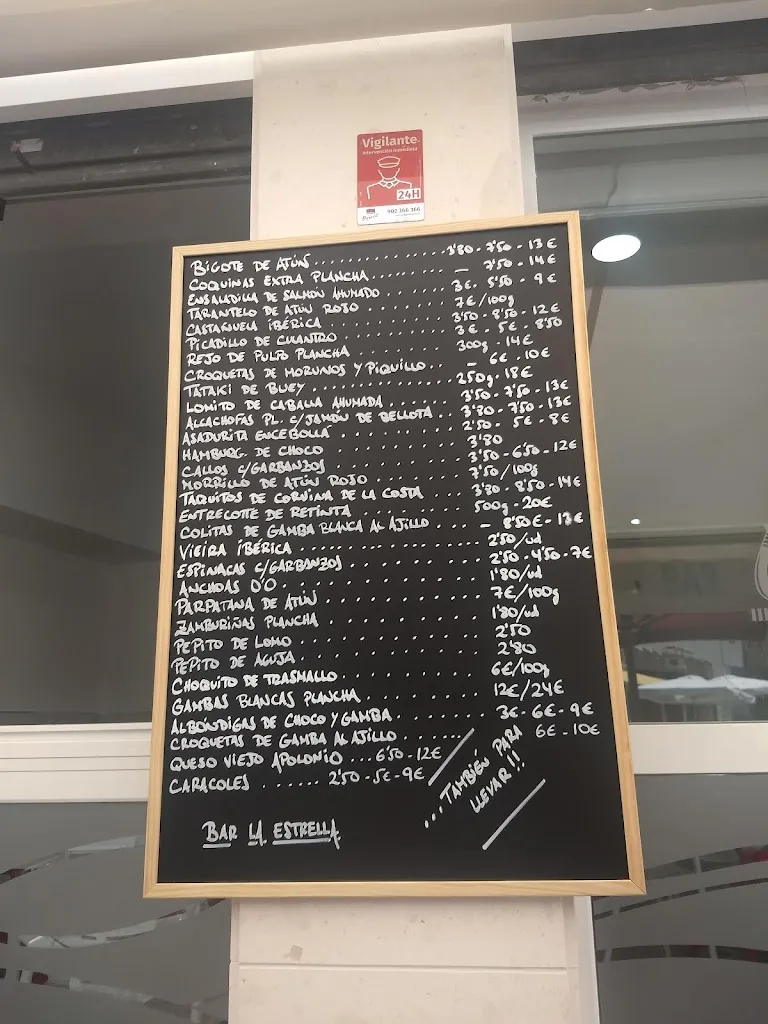 Vigilante
intervención inmediata
24H
902 366 366
BIGOTE DE ATÚN ........ 3'80 - 7'50 - 13€
COQUINAS EXTRA PLANCHA ........ – 7'50 - 14€
ENSALADILLA DE SALMÓN AHUMADO ........ 3€ - 5'50 - 9€
TARANTELO DE ATÚN ROJO ........ 7€/100g
CASTAÑUELA IBÉRICA ........ 3'50 - 8'50 - 12€
PICADILLO DE CULANTRO ........ 3€ - 5€ - 8'50
REJO DE PULPO PLANCHA ........ 300g - 14€
CROQUETAS DE MORUNOS Y PIQUILLO .. – 6€ - 10€
TATAKI DE BUEY ........ 250g - 18€
LOMITO DE CABALLA AHUMADA ........ 3'50 - 7'50 - 13€
ALCACHOFAS PL. C/JAMÓN DE BELLOTA .. 3'80 - 7'50 - 13€
ASADURITA ENCEBOLLÁ ........ 2'50 - 5€ - 8€
HAMBURG. DE CHOCO ........ 3'80
CALLOS C/GARBANZOS ........ 3'50 - 6'50 - 12€
MORRILLO DE ATÚN ROJO ........ 7'50/100g
TAQUITOS DE CORVINA DE LA COSTA ... 3'80 - 8'50 - 14€
ENTRECOTTE DE RETINTA ........ 500g - 20€
COLITAS DE GAMBA BLANCA AL AJILLO ... – 8'50€ - 13€
VIEIRA IBÉRICA ........ 2'50/ud
ESPINACAS C/GARBANZOS ........ 2'50 - 4'50 - 7€
ANCHOAS O'O ........ 1'80/ud
PARPATANA DE ATÚN ........ 7€/100g
ZAMBURIÑAS PLANCHA ........ 1'80/ud
PEPITO DE LOMO ........ 2'50
PEPITO DE AGUJA ........ 2'80
CHOQUITO DE TRASMALLO ........ 6€/100g
GAMBAS BLANCAS PLANCHA ........ 12€/24€
ALBÓNDIGAS DE CHOCO Y GAMBA ........ 3€ - 6€ - 9€
CROQUETAS DE GAMBA AL AJILLO ........ 6€ - 10€
QUESO VIEJO APOLONIO ... 6'50 - 12€
CARACOLES ...... 2'50 - 5€ - 9€
... TAMBIÉN PARA
LLEVAR!!
BAR LA ESTRELLA